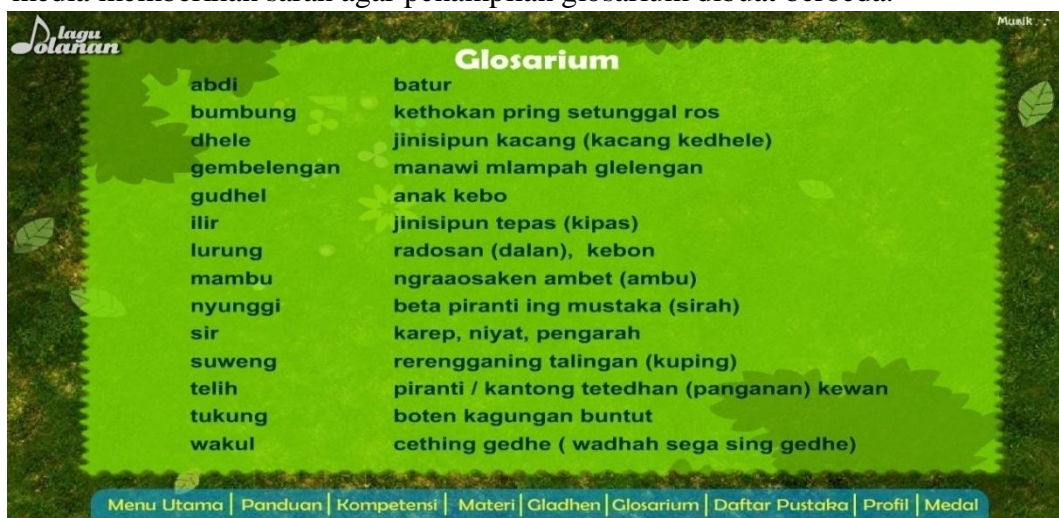 media memberikan saran agar penampilan glosarium dibuat berbeda.
lagu
Dolanan
Musik
Glosarium
abdi batur
bumbung kethokan pring setunggal ros
dhele jinisipun kacang (kacang kedhele)
gembelengan manawi mlampah glelengan
gudhel anak kebo
ilir jinisipun tepas (kipas)
lurung radosan (dalan), kebon
mambu ngraaosaken ambet (ambu)
nyunggi beta piranti ing mustaka (sirah)
sir karep, niyat, pengarah
suweng rerengganing talingan (kuping)
telih piranti / kantong tetedhan (panganan) kewan
tukung boten kagungan buntut
wakul cething gedhe ( wadhah sega sing gedhe)
Menu Utama | Panduan | Kompetensi | Materi | Gladhen | Glosarium | Daftar Pustaka | Profil | Medal